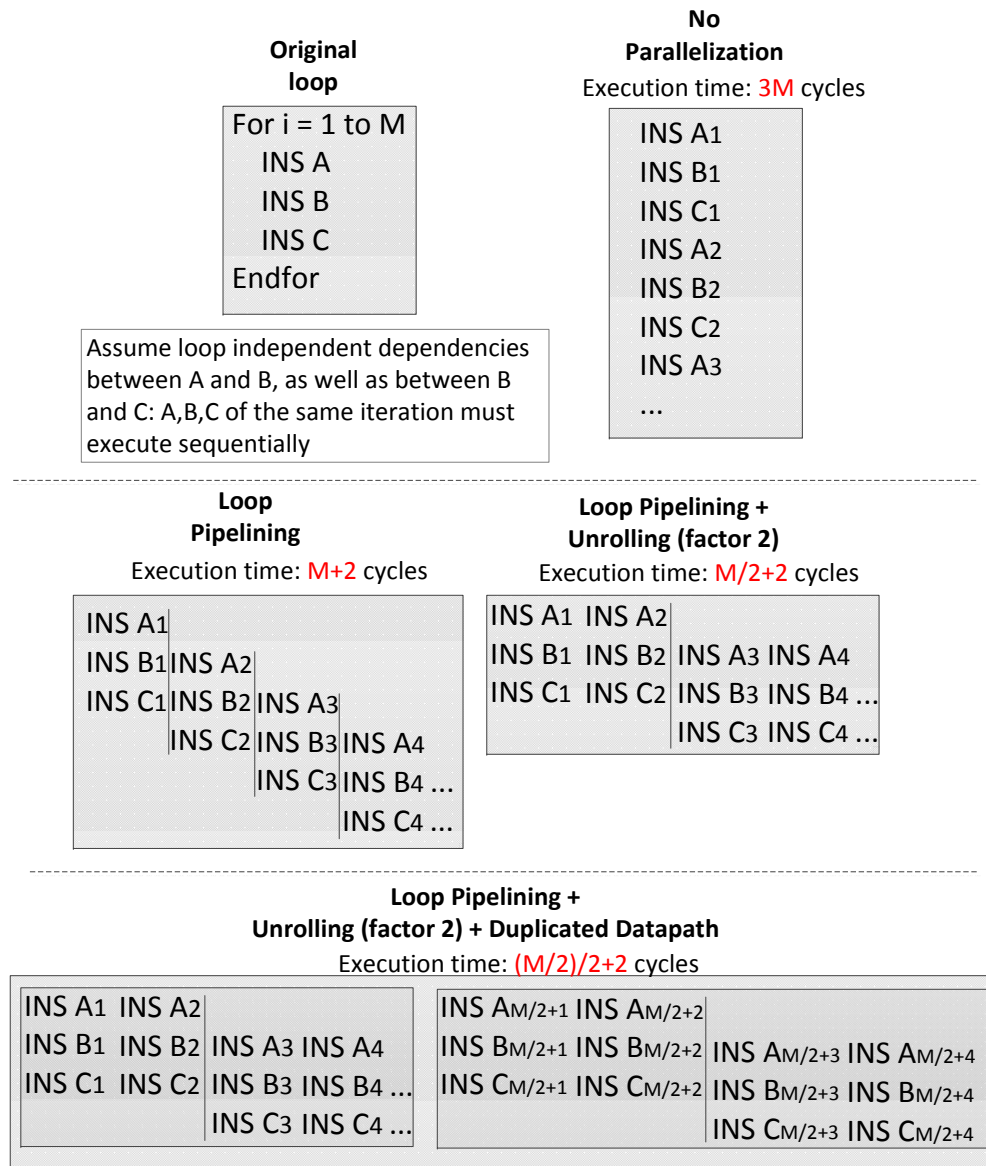 Original
loop
For i = 1 to M
INS A
INS B
INS C
Endfor
Assume loop independent dependencies
between A and B, as well as between B
and C: A,B,C of the same iteration must
execute sequentially
No
Parallelization
Execution time: 3M cycles
INS A1
INS B1
INS C1
INS A2
INS B2
INS C2
INS A3
...
Loop
Pipelining
Execution time: M+2 cycles
INS A1
INS B1 INS A2
INS C1 INS B2 INS A3
INS C2 INS B3 INS A4
INS C3 INS B4 ...
INS C4 ...
Loop Pipelining +
Unrolling (factor 2)
Execution time: M/2+2 cycles
INS A1 INS A2
INS B1 INS B2 INS A3 INS A4
INS C1 INS C2 INS B3 INS B4 ...
INS C3 INS C4 ...
Loop Pipelining +
Unrolling (factor 2) + Duplicated Datapath
Execution time: (M/2)/2+2 cycles
INS A1 INS A2
INS B1 INS B2 INS A3 INS A4
INS C1 INS C2 INS B3 INS B4 ...
INS C3 INS C4 ...
INS AM/2+1 INS AM/2+2
INS BM/2+1 INS BM/2+2 INS AM/2+3 INS AM/2+4
INS CM/2+1 INS CM/2+2 INS BM/2+3 INS BM/2+4
INS CM/2+3 INS CM/2+4